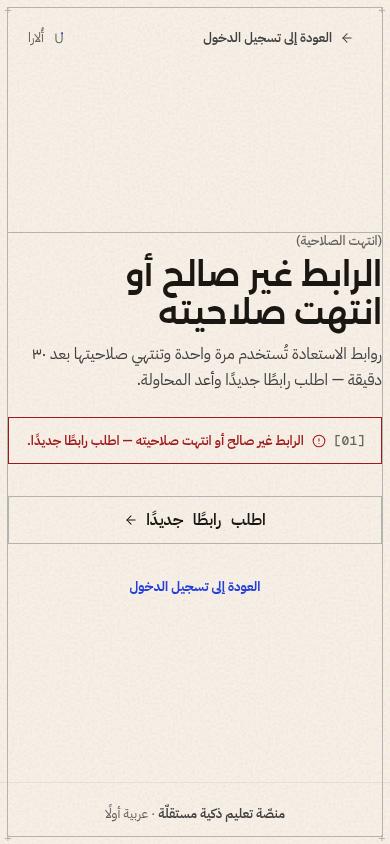 العودة إلى تسجيل الدخول
ألارا
(انتهت الصلاحية)
الرابط غير صالح أو
انتهت صلاحيته
روابط الاستعادة تُستخدم مرة واحدة وتنتهي صلاحيتها بعد ٣٠
دقيقة — اطلب رابطًا جديدًا وأعد المحاولة.
[01] الرابط غير صالح أو انتهت صلاحيته — اطلب رابطًا جديدًا.
اطلب رابطًا جديدًا ←
العودة إلى تسجيل الدخول
منصّة تعليم ذكية مستقلّة · عربية أولًا